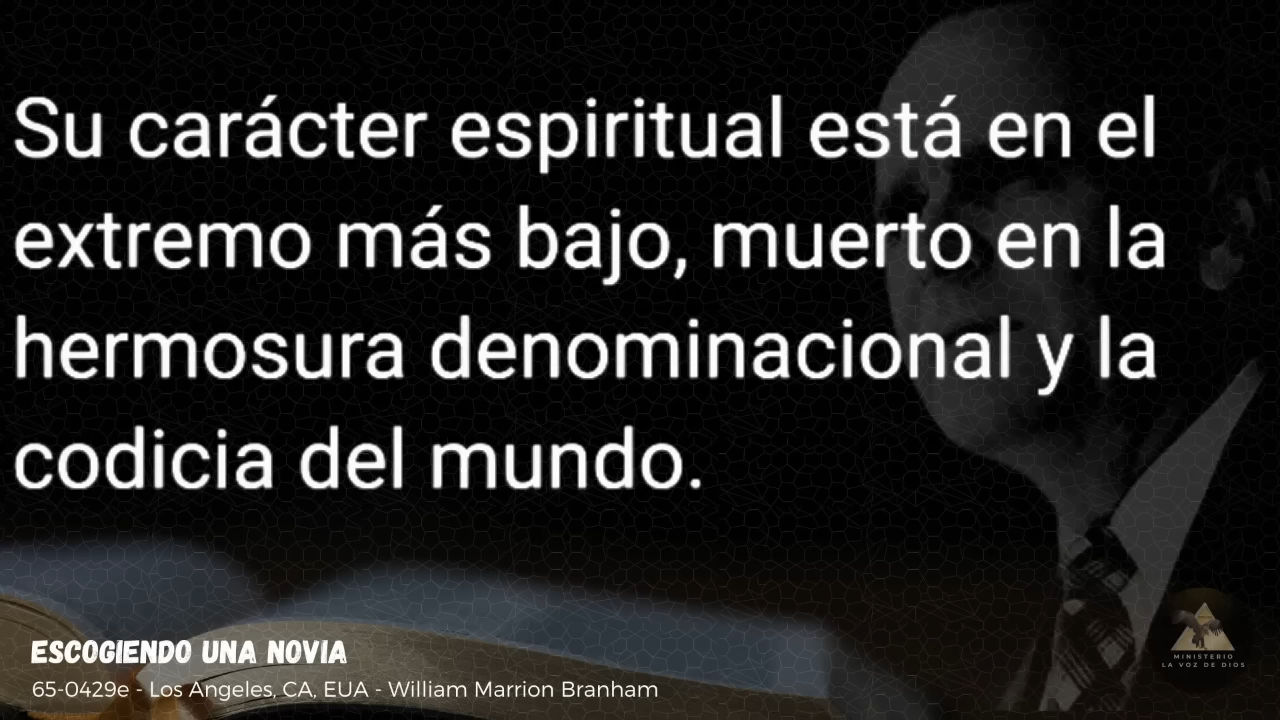 Su carácter espiritual está en el
extremo más bajo, muerto en la
hermosura denominacional y la
codicia del mundo.
ESCOGIENDO UNA NOVIA
65-0429e - Los Angeles, CA, EUA - William Marrion Branham
MINISTERIO
LA VOZ DE DIOS